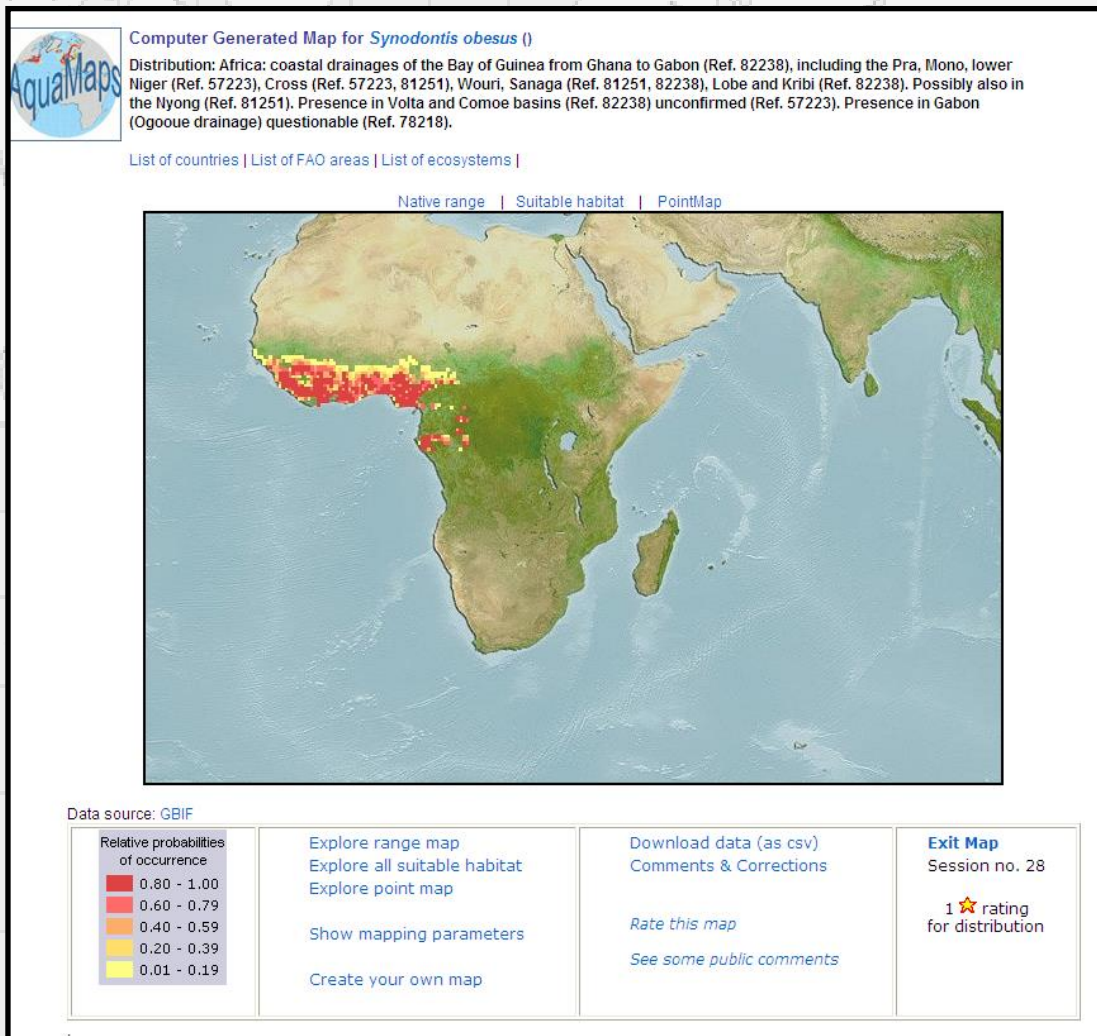 AquaMaps
Computer Generated Map for Synodontis obesus ()
Distribution: Africa: coastal drainages of the Bay of Guinea from Ghana to Gabon (Ref. 82238), including the Pra, Mono, lower
Niger (Ref. 57223), Cross (Ref. 57223, 81251), Wouri, Sanaga (Ref. 81251, 82238), Lobe and Kribi (Ref. 82238). Possibly also in
the Nyong (Ref. 81251). Presence in Volta and Comoe basins (Ref. 82238) unconfirmed (Ref. 57223). Presence in Gabon
(Ogooue drainage) questionable (Ref. 78218).
List of countries | List of FAO areas | List of ecosystems |
Native range | Suitable habitat | PointMap
Data source: GBIF
Relative probabilities
of occurrence
0.80 - 1.00
0.60 - 0.79
0.40 - 0.59
0.20 - 0.39
0.01 - 0.19
Explore range map
Explore all suitable habitat
Explore point map
Show mapping parameters
Create your own map
Download data (as csv)
Comments & Corrections
Rate this map
See some public comments
Exit Map
Session no. 28
1 rating
for distribution